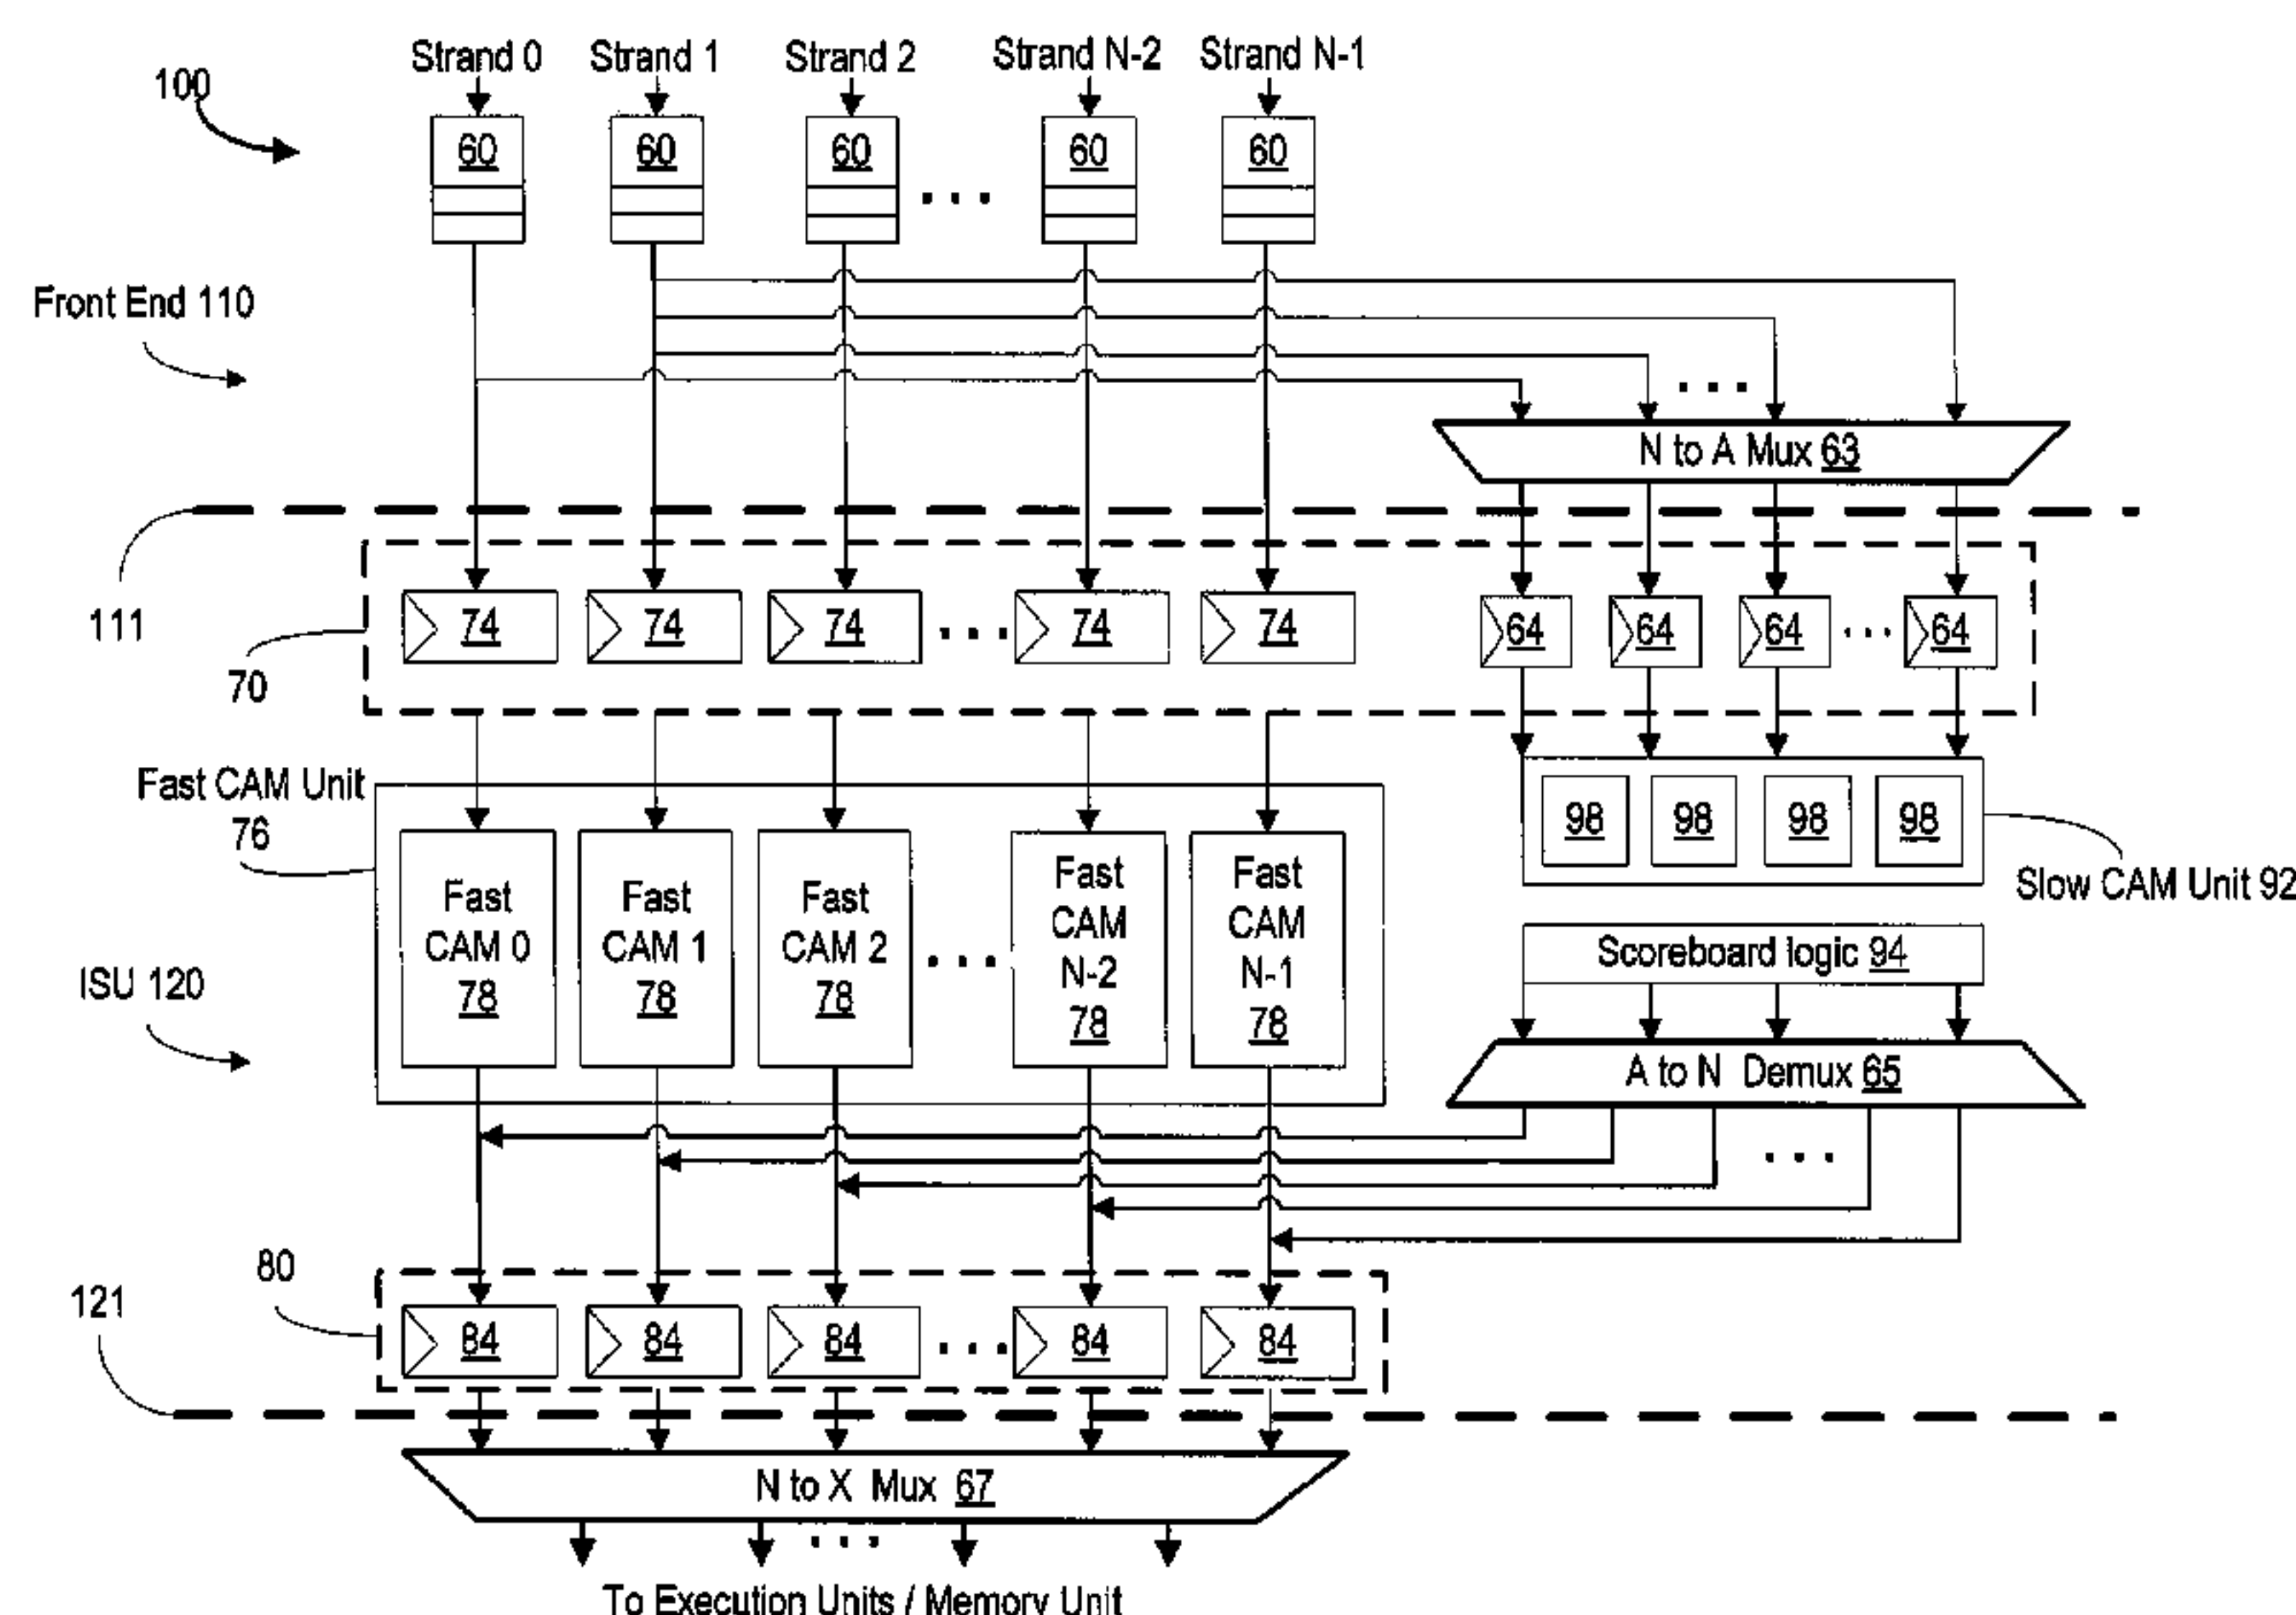 Strand 0 Strand 1 Strand 2 Strand N-2 Strand N-1
100
60 60 60 ... 60 60
Front End 110
...
N to A Mux 63
111
74 74 74 ... 74 74 64 64 64 ... 64
70
Fast CAM Unit
76
98 98 98 98
Slow CAM Unit 92
Fast CAM 0 78
Fast CAM 1 78
Fast CAM 2 78
...
Fast CAM N-2 78
Fast CAM N-1 78
Scoreboard logic 94
ISU 120
A to N Demux 65
...
80
121
84 84 84 ... 84 84
N to X Mux 67
...
To Execution Units / Memory Unit